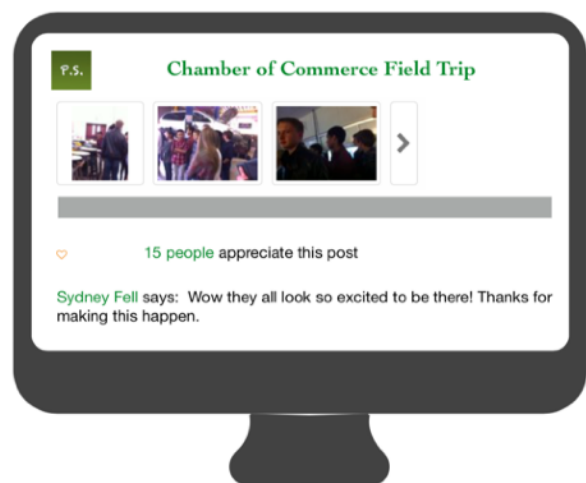 P.S.
Chamber of Commerce Field Trip
15 people appreciate this post
Sydney Fell says:  Wow they all look so excited to be there! Thanks for
making this happen.